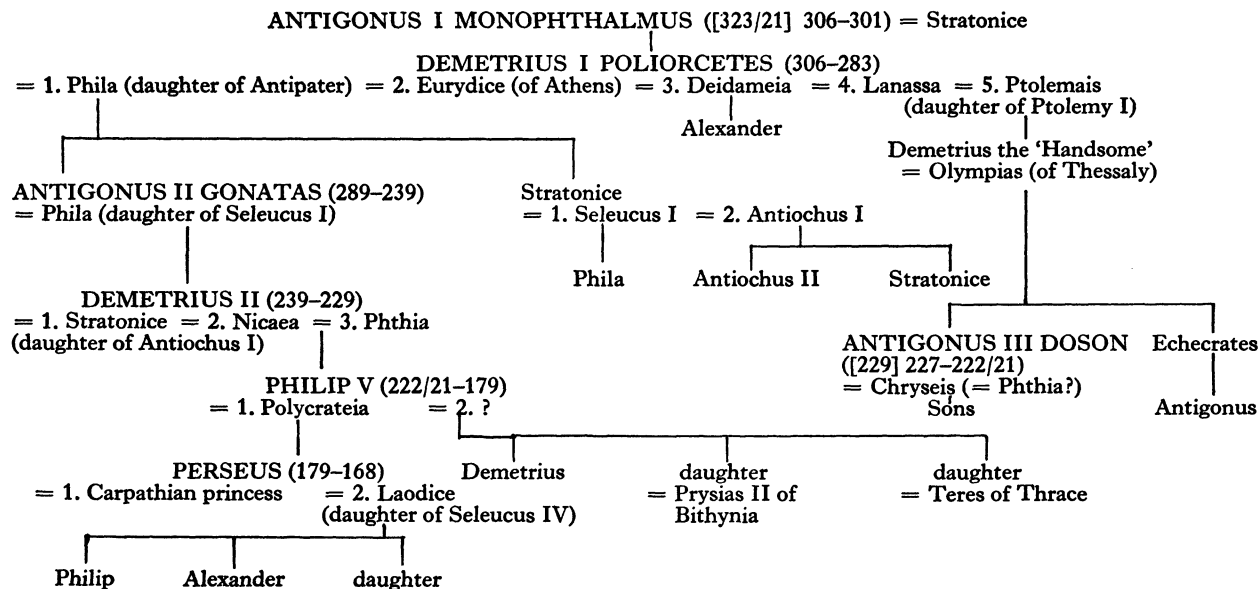 ANTIGONUS I MONOPHTHALMUS ([323/21] 306–301) = Stratonice
DEMETRIUS I POLIORCETES (306–283)
= 1. Phila (daughter of Antipater) = 2. Eurydice (of Athens) = 3. Deidameia = 4. Lanassa = 5. Ptolemais
(daughter of Ptolemy I)
Alexander
Demetrius the 'Handsome'
= Olympias (of Thessaly)
ANTIGONUS II GONATAS (289–239)
= Phila (daughter of Seleucus I)
Stratonice
= 1. Seleucus I = 2. Antiochus I
Phila
Antiochus II
Stratonice
DEMETRIUS II (239–229)
= 1. Stratonice = 2. Nicaea = 3. Phthia
(daughter of Antiochus I)
ANTIGONUS III DOSON
([229] 227–222/21)
= Chryseis (= Phthia?)
Sons
Echecrates
Antigonus
PHILIP V (222/21–179)
= 1. Polycrateia = 2. ?
PERSEUS (179–168)
= 1. Carpathian princess = 2. Laodice
(daughter of Seleucus IV)
Demetrius
daughter
= Prysias II of
Bithynia
daughter
= Teres of Thrace
Philip
Alexander
daughter